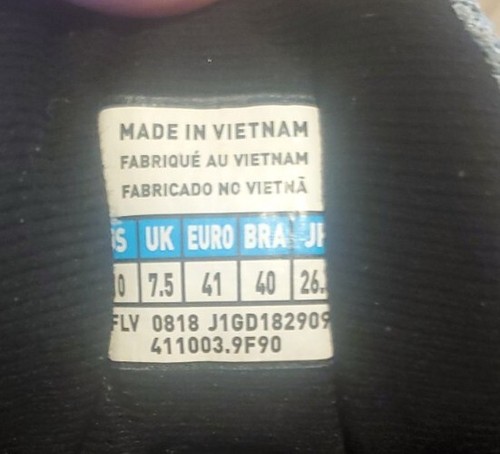 MADE IN VIETNAM
FABRIQUÉ AU VIETNAM
FABRICADO NO VIETNÃ
UK EURO BRA
7.5 41 40 26.
FLV 0818 J1GD182909
411003.9F90